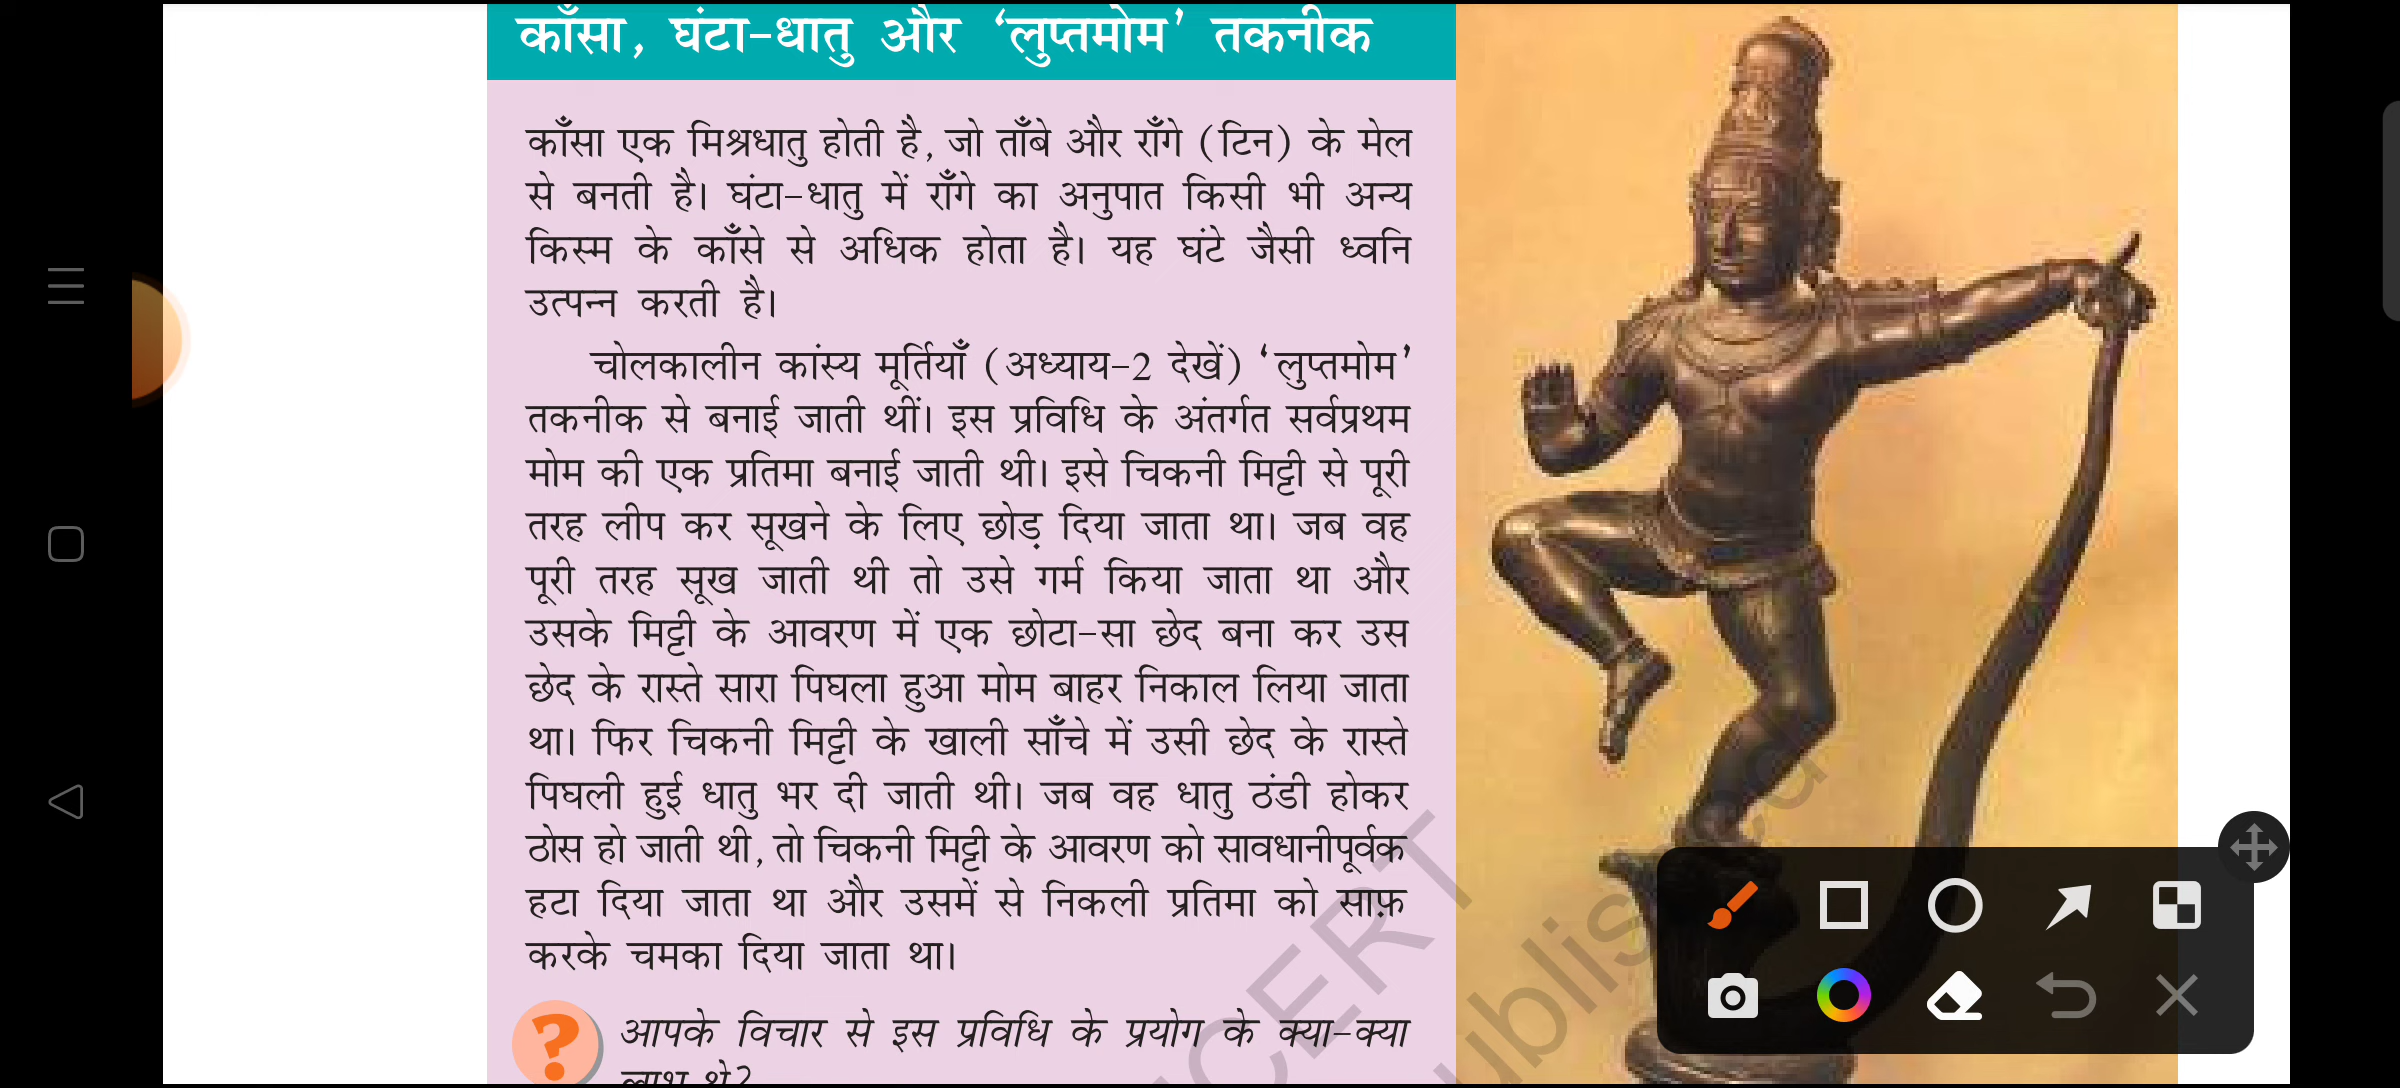 काँसा, घंटा-धातु और ‘लुप्तमोम’ तकनीक
काँसा एक मिश्रधातु होती है, जो ताँबे और राँगे (टिन) के मेल
से बनती है। घंटा-धातु में राँगे का अनुपात किसी भी अन्य
किस्म के काँसे से अधिक होता है। यह घंटे जैसी ध्वनि
उत्पन्न करती है।
चोलकालीन कांस्य मूर्तियाँ (अध्याय-2 देखें) ‘लुप्तमोम’
तकनीक से बनाई जाती थीं। इस प्रविधि के अंतर्गत सर्वप्रथम
मोम की एक प्रतिमा बनाई जाती थी। इसे चिकनी मिट्टी से पूरी
तरह लीप कर सूखने के लिए छोड़ दिया जाता था। जब वह
पूरी तरह सूख जाती थी तो उसे गर्म किया जाता था और
उसके मिट्टी के आवरण में एक छोटा-सा छेद बना कर उस
छेद के रास्ते सारा पिघला हुआ मोम बाहर निकाल लिया जाता
था। फिर चिकनी मिट्टी के खाली साँचे में उसी छेद के रास्ते
पिघली हुई धातु भर दी जाती थी। जब वह धातु ठंडी होकर
ठोस हो जाती थी, तो चिकनी मिट्टी के आवरण को सावधानीपूर्वक
हटा दिया जाता था और उसमें से निकली प्रतिमा को साफ़
करके चमका दिया जाता था।
?
आपके विचार से इस प्रविधि के प्रयोग के क्या-क्या
लाभ थे?